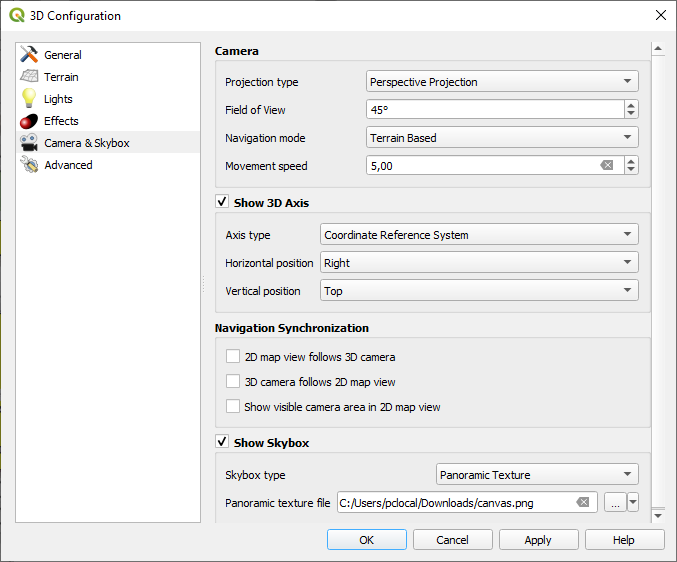 3D Configuration
General
Terrain
Lights
Effects
Camera & Skybox
Advanced
Camera
Projection type Perspective Projection
Field of View 45°
Navigation mode Terrain Based
Movement speed 5,00
Show 3D Axis
Axis type Coordinate Reference System
Horizontal position Right
Vertical position Top
Navigation Synchronization
2D map view follows 3D camera
3D camera follows 2D map view
Show visible camera area in 2D map view
Show Skybox
Skybox type Panoramic Texture
Panoramic texture file C:/Users/pclocal/Downloads/canvas.png ...
OK Cancel Apply Help